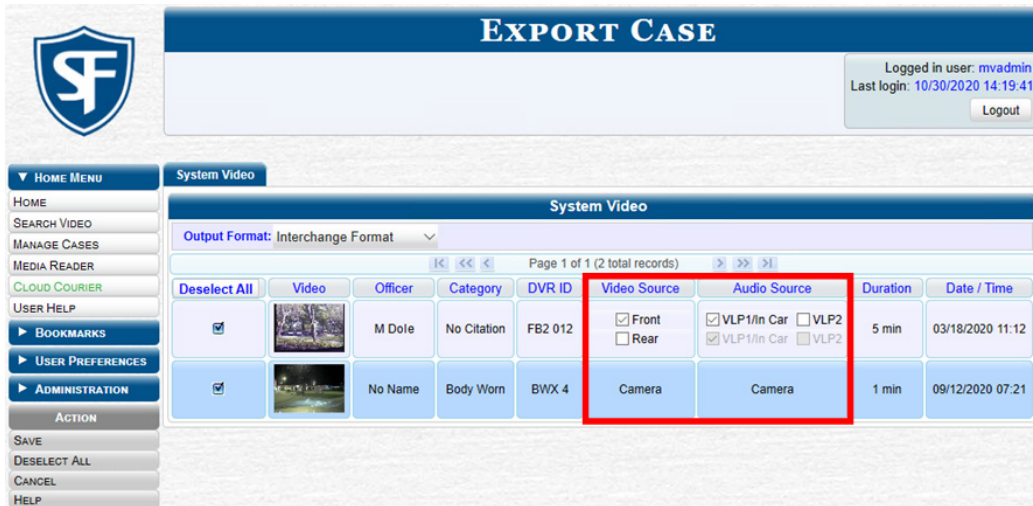 SF
EXPORT CASE
Logged in user: mvadmin
Last login: 10/30/2020 14:19:41
Logout
▼ HOME MENU
HOME
SEARCH VIDEO
MANAGE CASES
MEDIA READER
CLOUD COURIER
USER HELP
▶ BOOKMARKS
▶ USER PREFERENCES
▶ ADMINISTRATION
ACTION
SAVE
DESELECT ALL
CANCEL
HELP
System Video
System Video
Output Format: Interchange Format
|< << < Page 1 of 1 (2 total records) > >> >|
Deselect All Video Officer Category DVR ID Video Source Audio Source Duration Date / Time
M Dole No Citation FB2 012 Front VLP1/In Car VLP2 5 min 03/18/2020 11:12
Rear VLP1/In Car VLP2
No Name Body Worn BWX 4 Camera Camera 1 min 09/12/2020 07:21